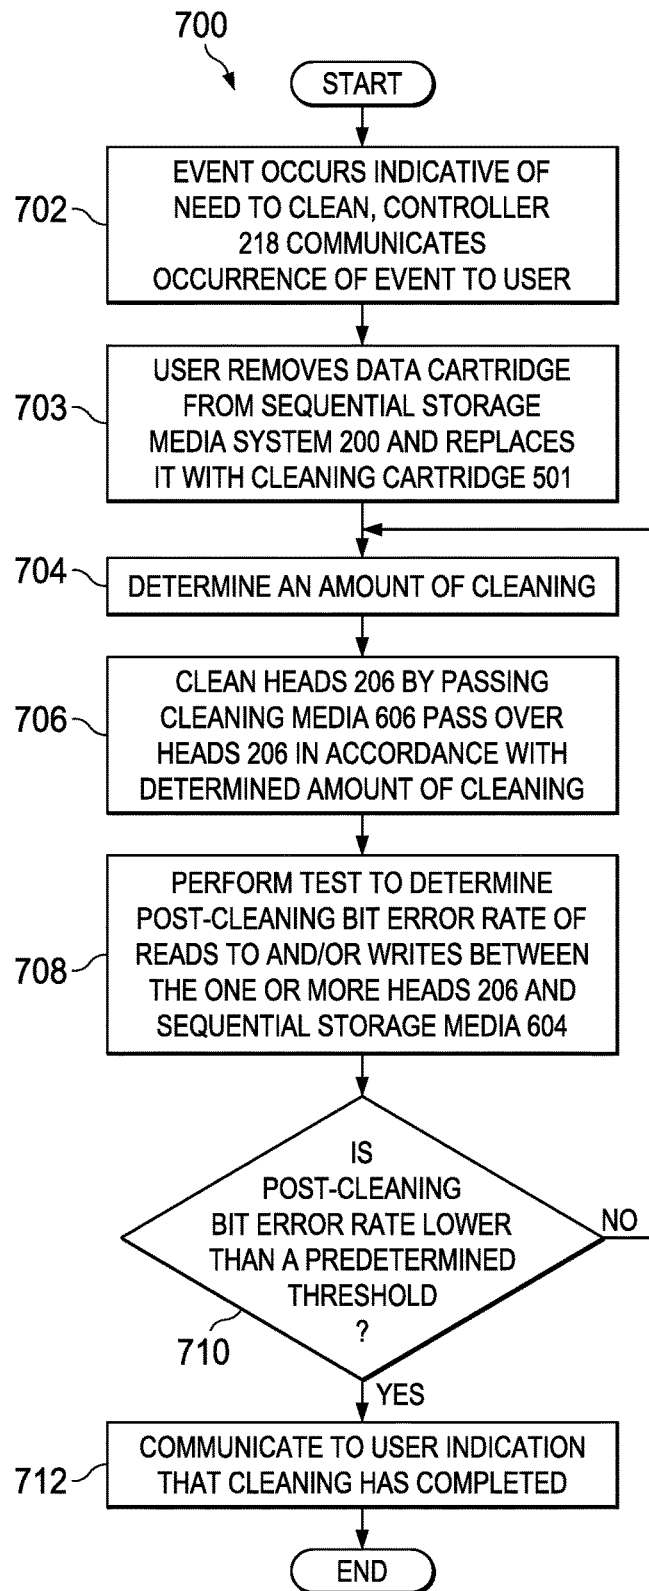 700
START
702
EVENT OCCURS INDICATIVE OF
NEED TO CLEAN, CONTROLLER
218 COMMUNICATES
OCCURRENCE OF EVENT TO USER
703
USER REMOVES DATA CARTRIDGE
FROM SEQUENTIAL STORAGE
MEDIA SYSTEM 200 AND REPLACES
IT WITH CLEANING CARTRIDGE 501
704
DETERMINE AN AMOUNT OF CLEANING
706
CLEAN HEADS 206 BY PASSING
CLEANING MEDIA 606 PASS OVER
HEADS 206 IN ACCORDANCE WITH
DETERMINED AMOUNT OF CLEANING
708
PERFORM TEST TO DETERMINE
POST-CLEANING BIT ERROR RATE OF
READS TO AND/OR WRITES BETWEEN
THE ONE OR MORE HEADS 206 AND
SEQUENTIAL STORAGE MEDIA 604
IS
POST-CLEANING
BIT ERROR RATE LOWER
THAN A PREDETERMINED
THRESHOLD
?
NO
710
YES
712
COMMUNICATE TO USER INDICATION
THAT CLEANING HAS COMPLETED
END